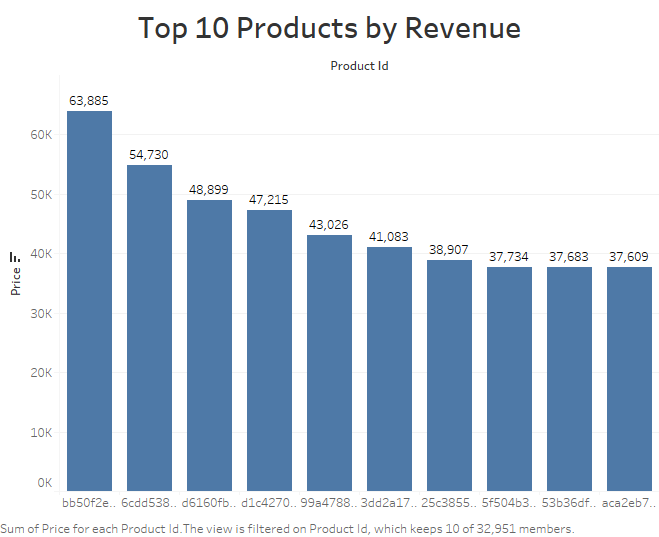 Top 10 Products by Revenue
Product Id
63,885
54,730
48,899
47,215
43,026
41,083
38,907
37,734
37,683
37,609
60K
50K
40K
30K
20K
10K
0K
Price
bb50f2e.. 6cdd538.. d6160fb.. d1c4270.. 99a4788.. 3dd2a17.. 25c3855.. 5f504b3.. 53b36df.. aca2eb7..
Sum of Price for each Product Id.The view is filtered on Product Id, which keeps 10 of 32,951 members.